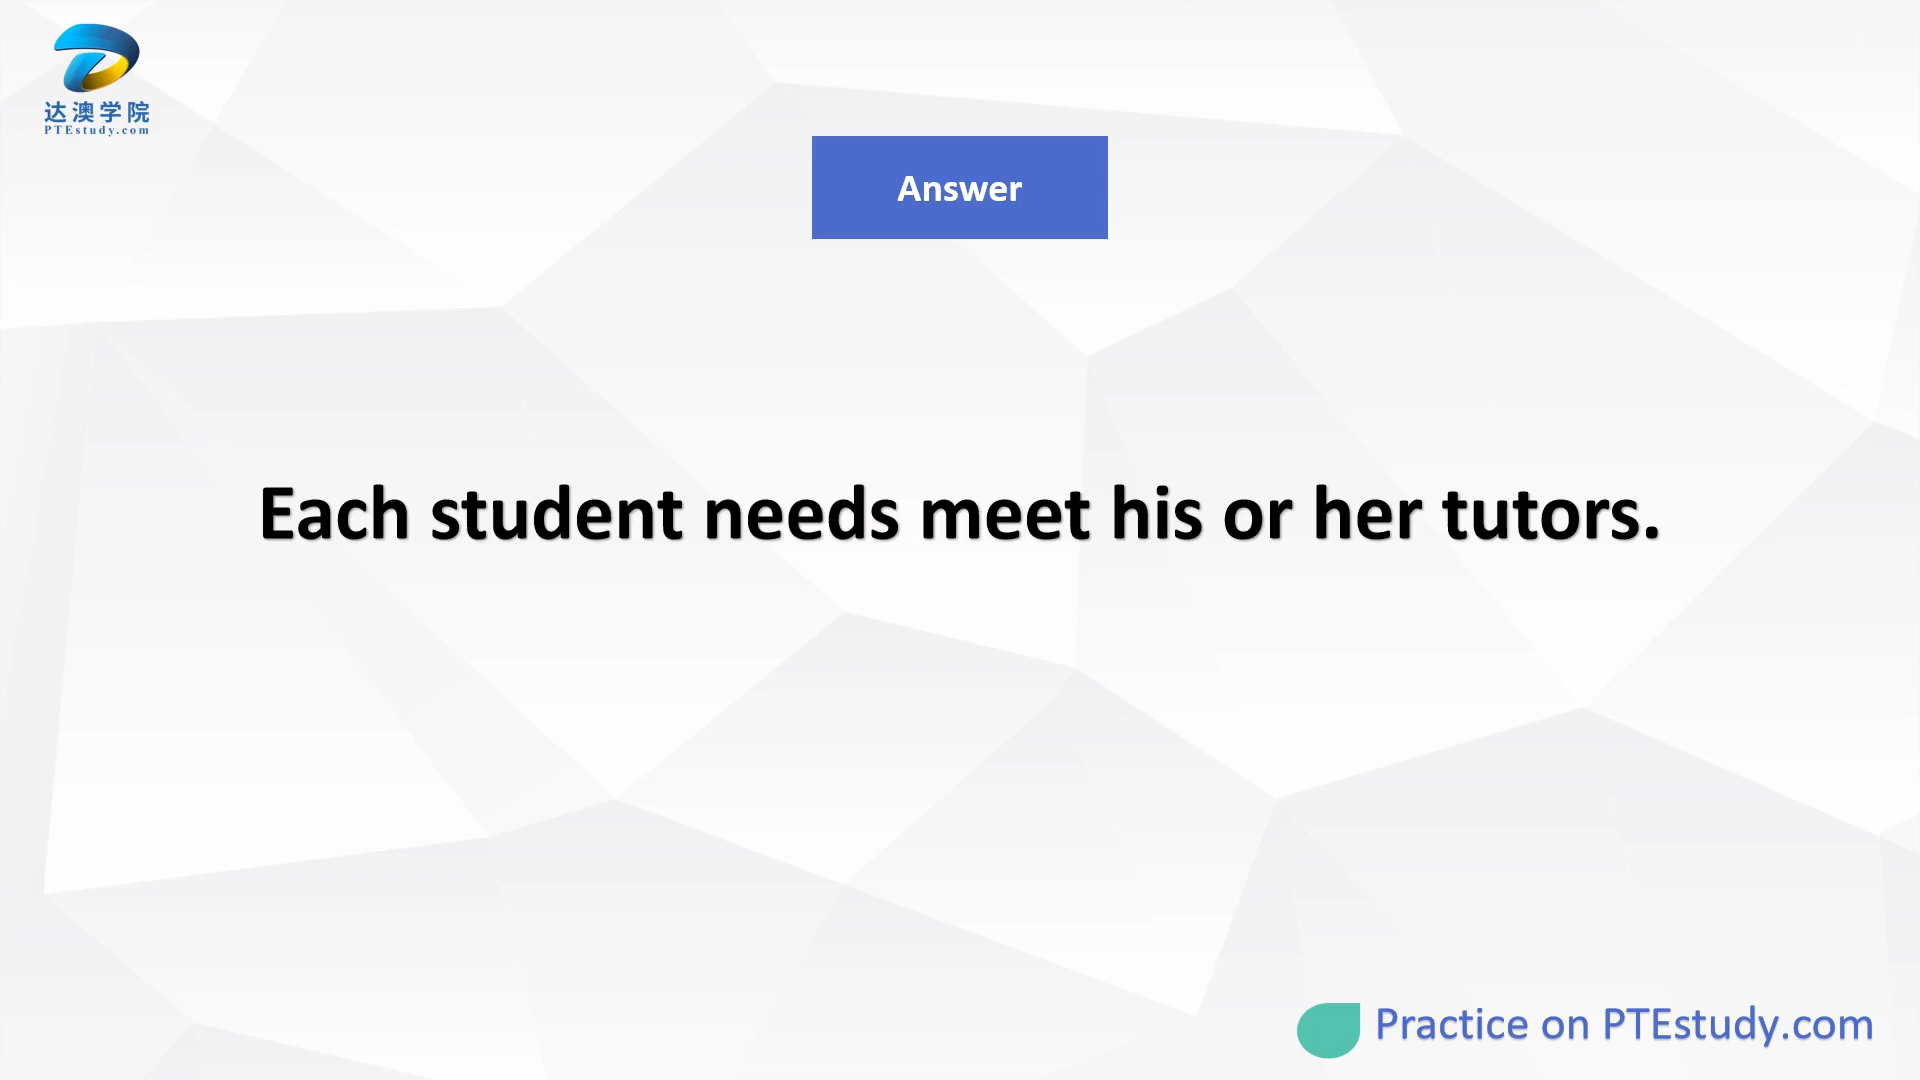 达澳学院
PTEstudy.com
Answer
Each student needs meet his or her tutors.
Practice on PTEstudy.com